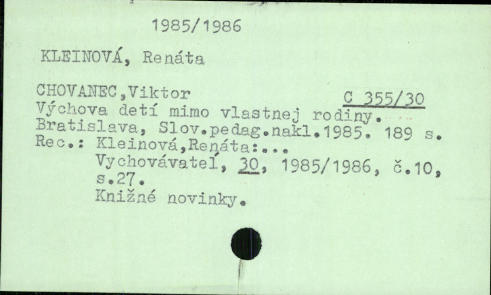 1985/1986
KLEINOVÁ, Renáta
CHOVANEC,Viktor
C 355/30
Výchova detí mimo vlastnej rodiny.
Bratislava, Slov.pedag.nakl.1985. 189 s.
Rec.: Kleinová,Renáta:...
Vychovávateľ, 30, 1985/1986, č.10,
s.27.
Knižné novinky.